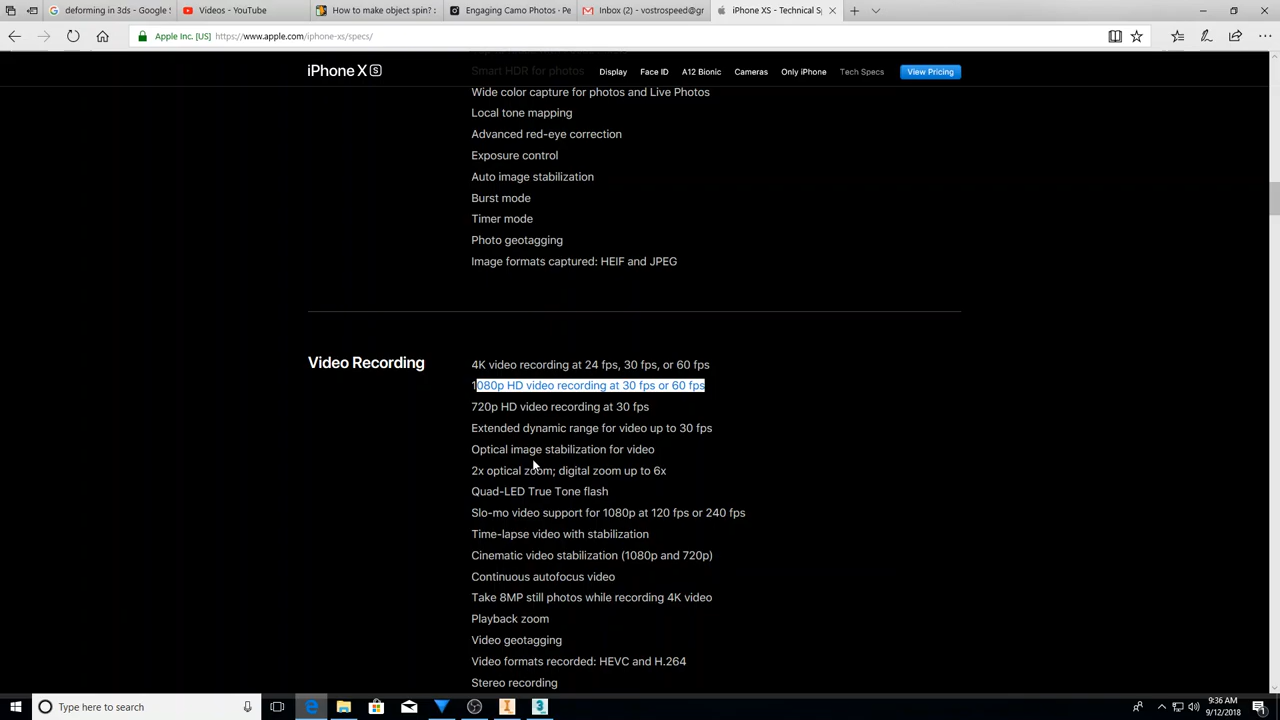 deforming in 3ds - Google S
Videos - YouTube
How to make object spin? :
Engaging Camo Photos · Pe
Inbox (2) - vostrospeed@gr
iPhone XS - Technical Sp
Apple Inc. [US] https://www.apple.com/iphone-xs/specs/
iPhone XS
Display
Face ID
A12 Bionic
Cameras
Only iPhone
Tech Specs
View Pricing
Smart HDR for photos
Wide color capture for photos and Live Photos
Local tone mapping
Advanced red-eye correction
Exposure control
Auto image stabilization
Burst mode
Timer mode
Photo geotagging
Image formats captured: HEIF and JPEG
Video Recording
4K video recording at 24 fps, 30 fps, or 60 fps
1080p HD video recording at 30 fps or 60 fps
720p HD video recording at 30 fps
Extended dynamic range for video up to 30 fps
Optical image stabilization for video
2x optical zoom; digital zoom up to 6x
Quad-LED True Tone flash
Slo-mo video support for 1080p at 120 fps or 240 fps
Time-lapse video with stabilization
Cinematic video stabilization (1080p and 720p)
Continuous autofocus video
Take 8MP still photos while recording 4K video
Playback zoom
Video geotagging
Video formats recorded: HEVC and H.264
Stereo recording
Type here to search
9:36 AM
9/12/2018